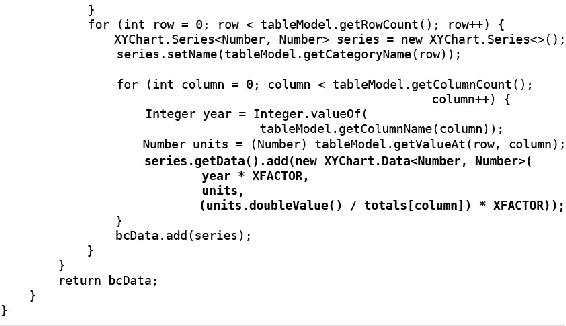 }
for (int row = 0; row < tableModel.getRowCount(); row++) {
XYChart.Series<Number, Number> series = new XYChart.Series<>();
series.setName(tableModel.getCategoryName(row));
for (int column = 0; column < tableModel.getColumnCount();
column++) {
Integer year = Integer.valueOf(
tableModel.getColumnName(column));
Number units = (Number) tableModel.getValueAt(row, column);
series.getData().add(new XYChart.Data<Number, Number>(
year * XFACTOR,
units,
(units.doubleValue() / totals[column]) * XFACTOR));
}
bcData.add(series);
}
}
return bcData;
}
}